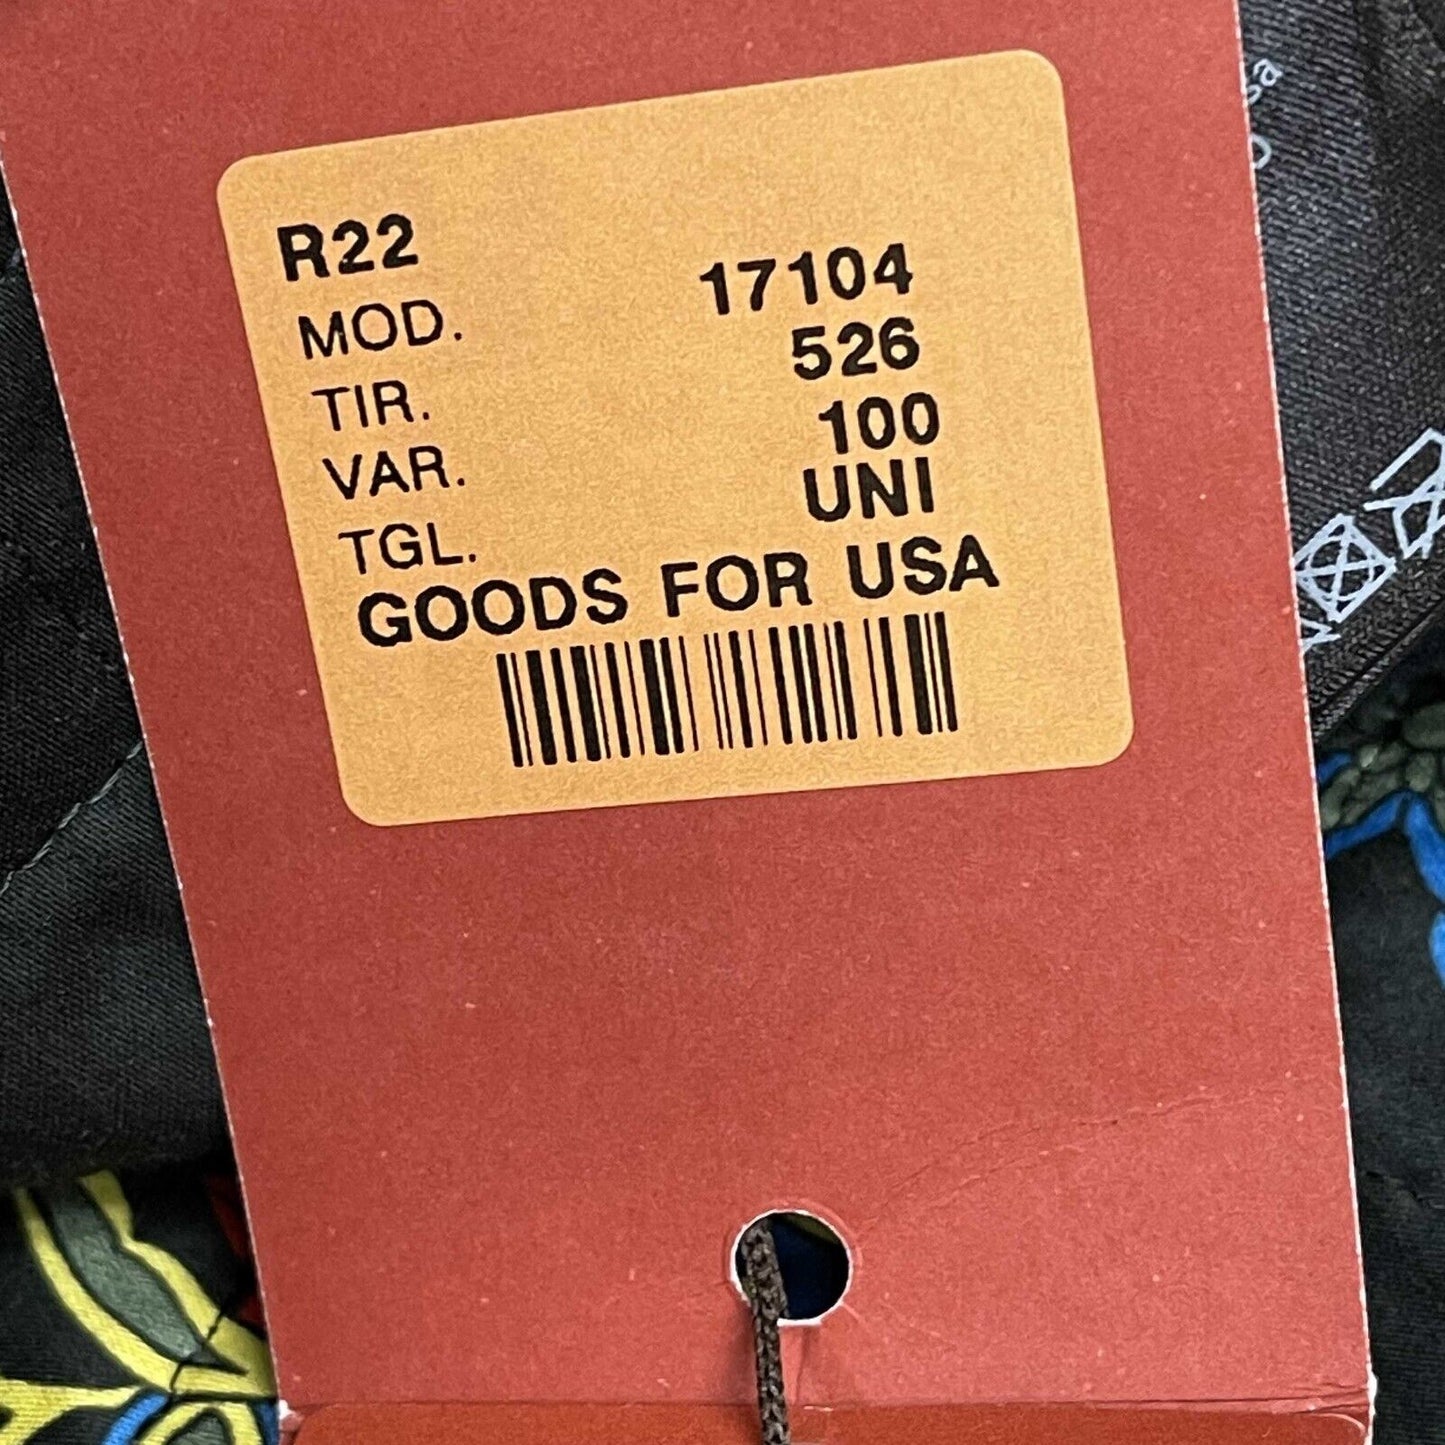 R22
MOD. 17104
TIR. 526
VAR. 100
TGL. UNI
GOODS FOR USA